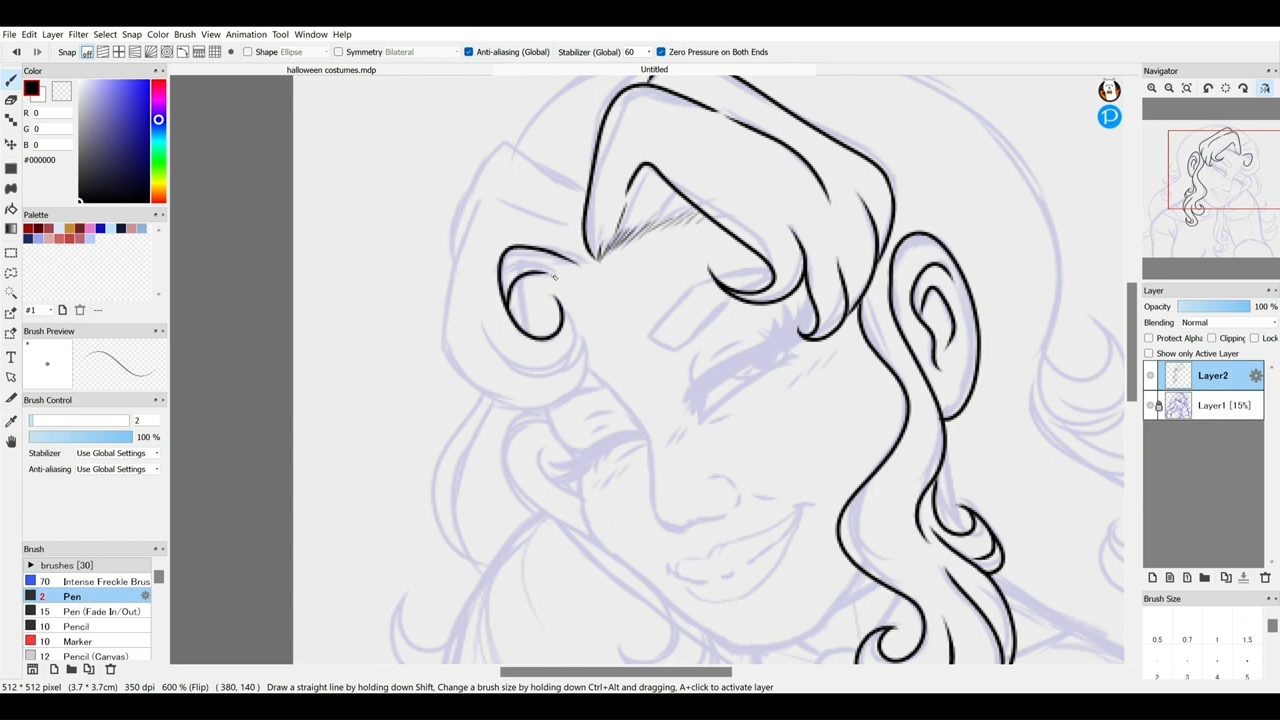 File Edit Layer Filter Select Snap Color Brush View Animation Tool Window Help
Snap off Shape Ellipse Symmetry Bilateral Anti-aliasing (Global) Stabilizer (Global) 60 Zero Pressure on Both Ends
Color
halloween costumes.mdp
Untitled
Navigator
R 0
G 0
B 0
#000000
Palette
#1
---
Brush Preview
Brush Control
2
100 %
Stabilizer Use Global Settings
Anti-aliasing Use Global Settings
Brush
brushes [30]
70 Intense Freckle Brus
2 Pen
15 Pen (Fade In/Out)
10 Pencil
10 Marker
12 Pencil (Canvas)
Layer
Opacity 100 %
Blending Normal
Protect Alpha Clipping Lock
Show only Active Layer
Layer2
Layer1 [15%]
Brush Size
0.5 0.7 1 1.5
2 3 4 5
512 * 512 pixel (3.7 * 3.7cm) 350 dpi 600 % (Flip) ( 380, 140 ) Draw a straight line by holding down Shift, Change a brush size by holding down Ctrl+Alt and dragging, A+click to activate layer